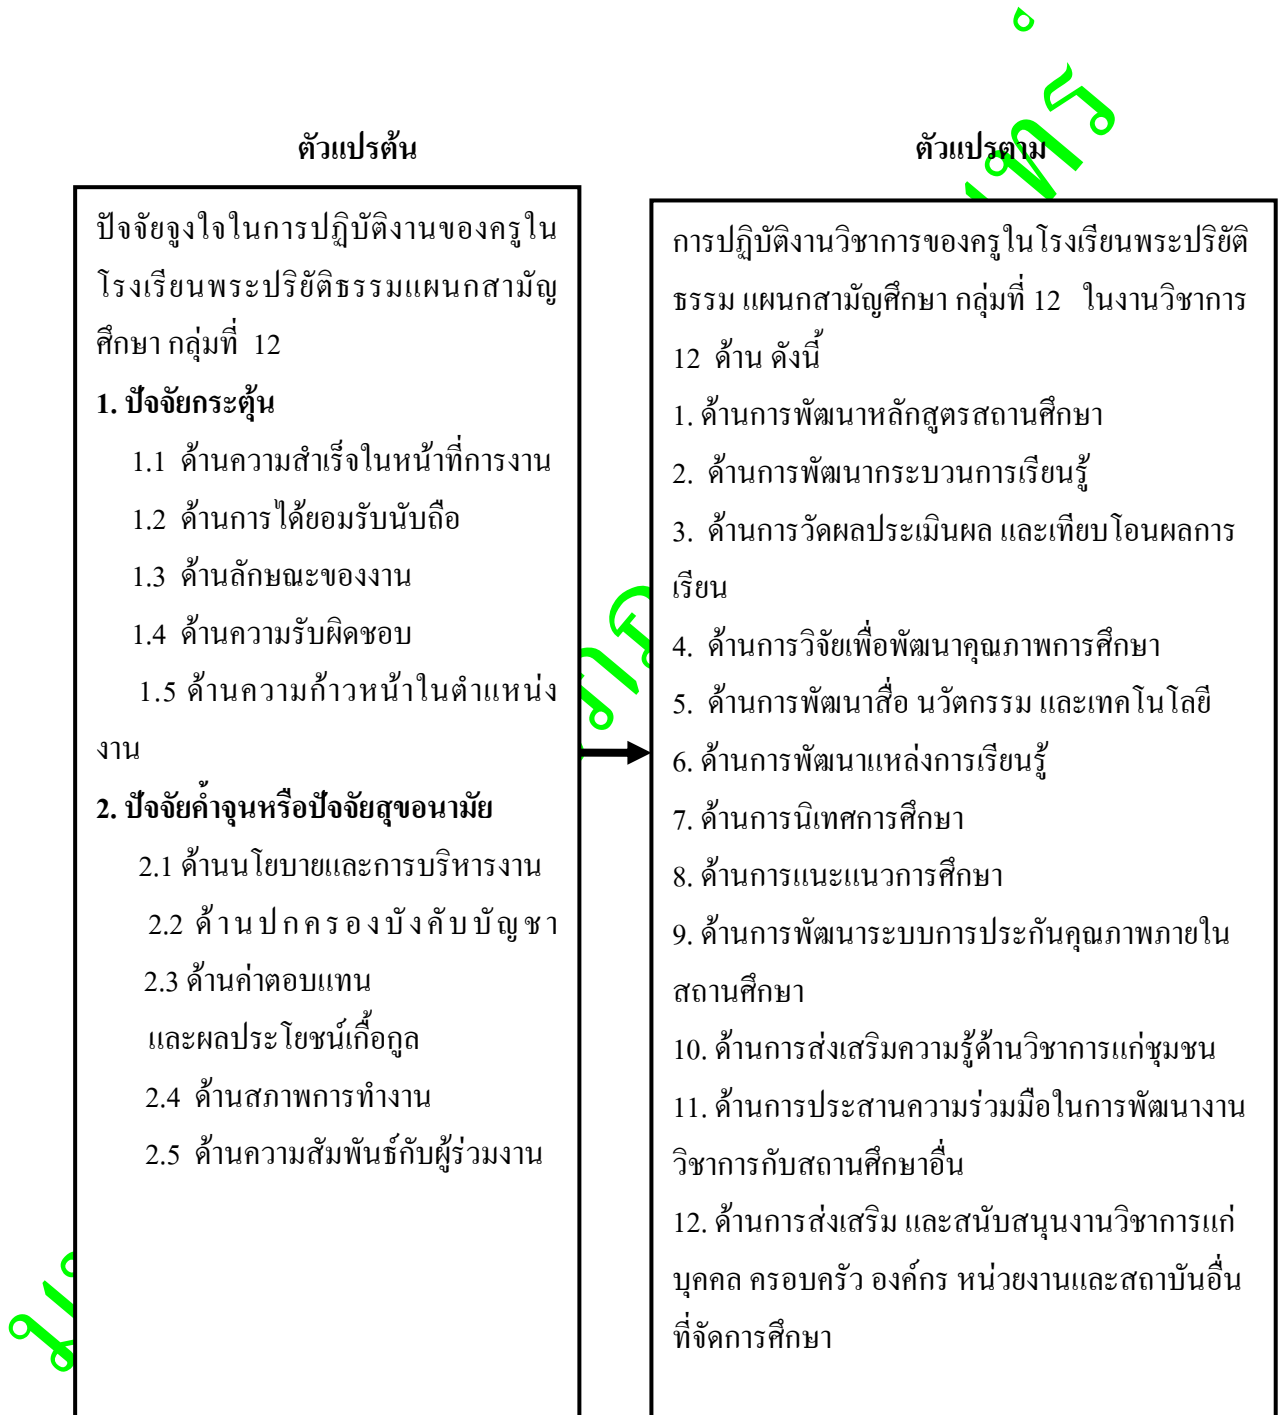 ตัวแปรต้น
ปัจจัยจูงใจในการปฏิบัติงานของครูใน
โรงเรียนพระปริยัติธรรมแผนกสามัญ
ศึกษา กลุ่มที่ 12
1. ปัจจัยกระตุ้น
1.1 ด้านความสำเร็จในหน้าที่การงาน
1.2 ด้านการได้ยอมรับนับถือ
1.3 ด้านลักษณะของงาน
1.4 ด้านความรับผิดชอบ
1.5 ด้านความก้าวหน้าในตำแหน่ง
งาน
2. ปัจจัยค้ำจุนหรือปัจจัยสุขอนามัย
2.1 ด้านนโยบายและการบริหารงาน
2.2 ด้านปกครองบังคับบัญชา
2.3 ด้านค่าตอบแทน
และผลประโยชน์เกื้อกูล
2.4 ด้านสภาพการทำงาน
2.5 ด้านความสัมพันธ์กับผู้ร่วมงาน
ตัวแปรตาม
การปฏิบัติงานวิชาการของครูในโรงเรียนพระปริยัติ
ธรรม แผนกสามัญศึกษา กลุ่มที่ 12 ในงานวิชาการ
12 ด้าน ดังนี้
1. ด้านการพัฒนาหลักสูตรสถานศึกษา
2. ด้านการพัฒนากระบวนการเรียนรู้
3. ด้านการวัดผลประเมินผล และเทียบโอนผลการ
เรียน
4. ด้านการวิจัยเพื่อพัฒนาคุณภาพการศึกษา
5. ด้านการพัฒนาสื่อ นวัตกรรม และเทคโนโลยี
6. ด้านการพัฒนาแหล่งการเรียนรู้
7. ด้านการนิเทศการศึกษา
8. ด้านการแนะแนวการศึกษา
9. ด้านการพัฒนาระบบการประกันคุณภาพภายใน
สถานศึกษา
10. ด้านการส่งเสริมความรู้ด้านวิชาการแก่ชุมชน
11. ด้านการประสานความร่วมมือในการพัฒนางาน
วิชาการกับสถานศึกษาอื่น
12. ด้านการส่งเสริม และสนับสนุนงานวิชาการแก่
บุคคล ครอบครัว องค์กร หน่วยงานและสถาบันอื่น
ที่จัดการศึกษา